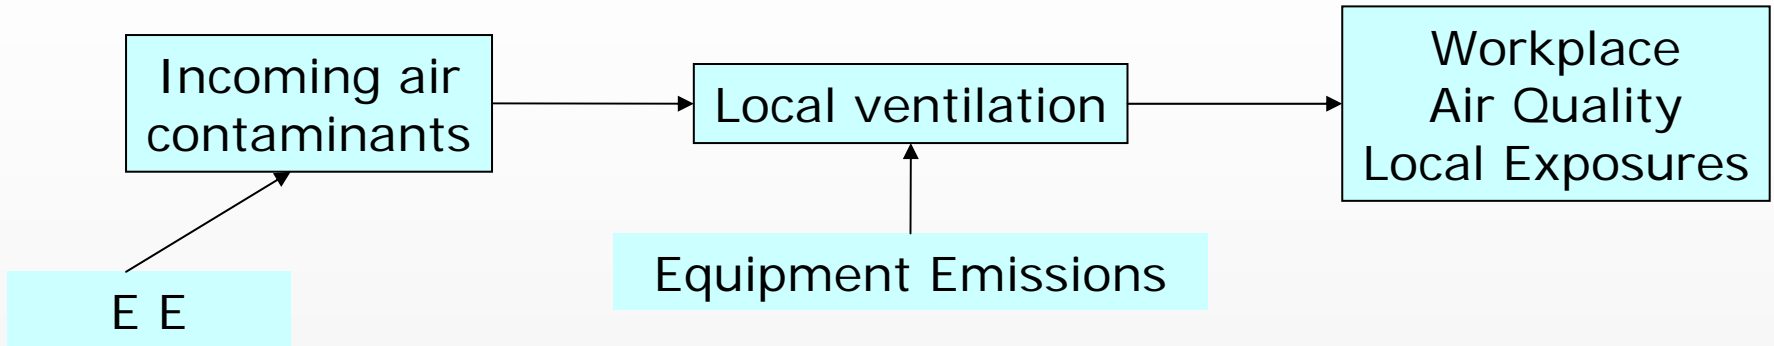 Incoming air
contaminants
Local ventilation
Workplace
Air Quality
Local Exposures
E E
Equipment Emissions